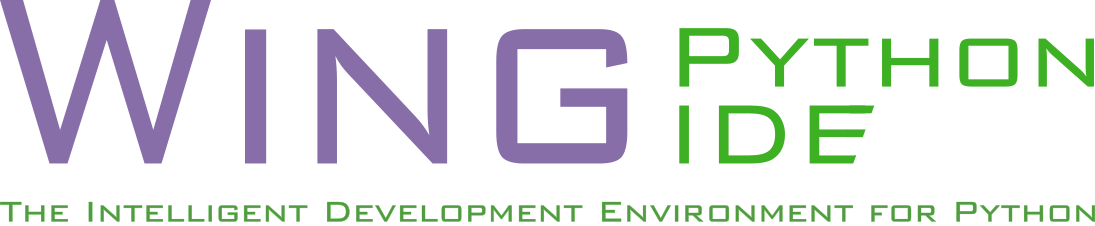 WING PYTHON
IDE
THE INTELLIGENT DEVELOPMENT ENVIRONMENT FOR PYTHON